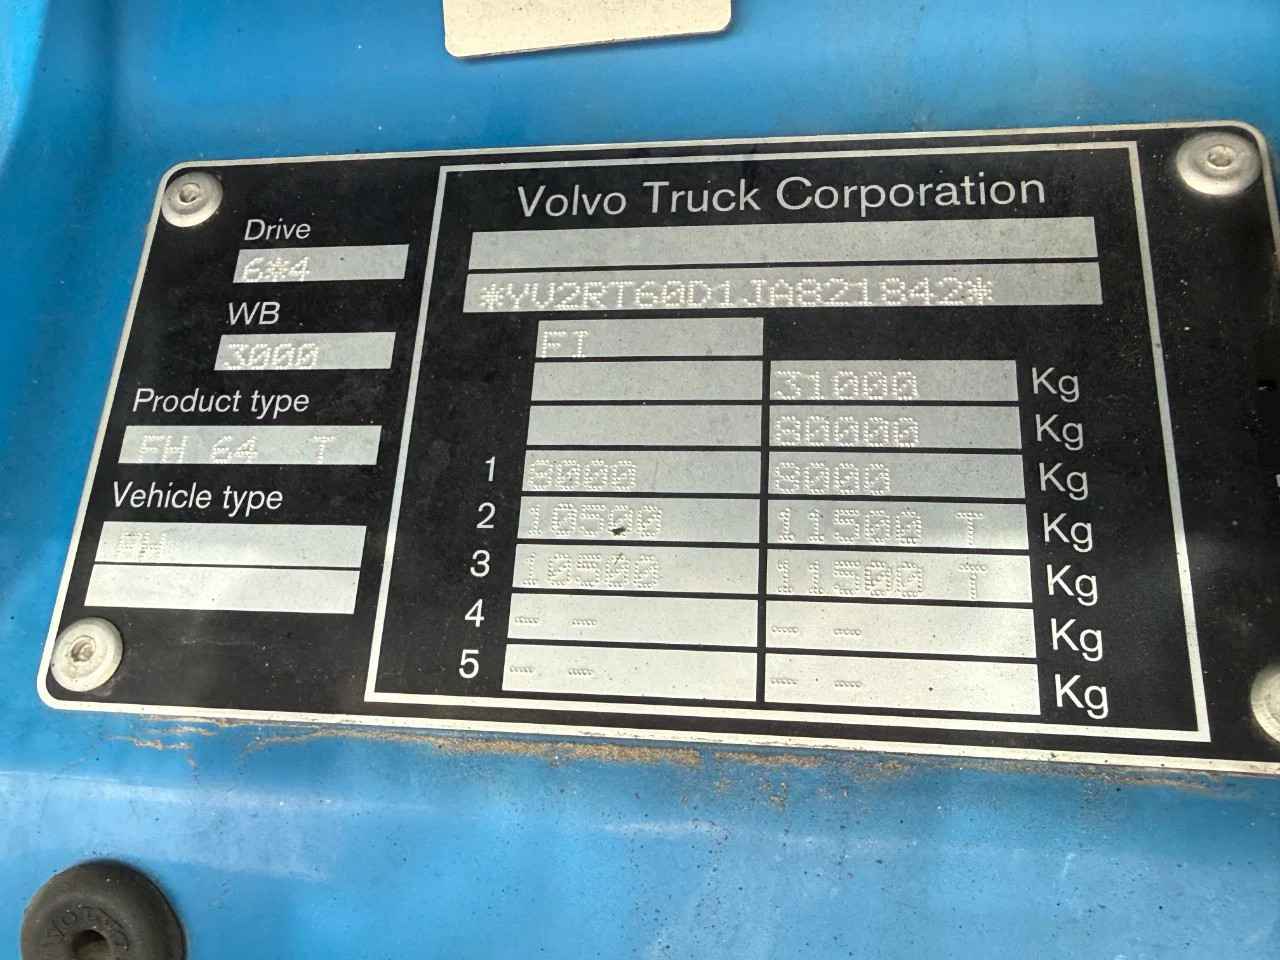 Volvo Truck Corporation
Drive
6*4
*YV2RT60D1JA821842*
WB
3000
FI
31000 Kg
Product type
80000 Kg
FH 64 T
1 8000 8000 Kg
Vehicle type
2 10500 11500 T Kg
3 10500 11500 T Kg
4 ---- ---- ---- ---- Kg
5 ---- ---- ---- ---- Kg
VOLVO